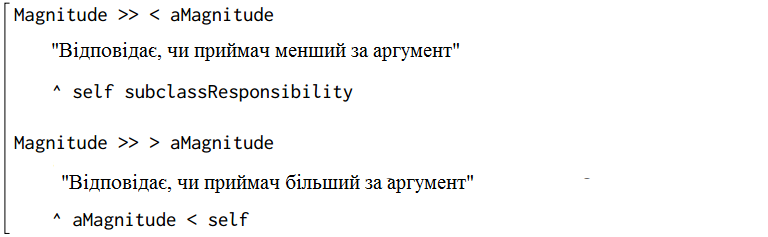 Magnitude >> < aMagnitude
"Відповідає, чи приймач менший за аргумент"
^ self subclassResponsibility
Magnitude >> > aMagnitude
"Відповідає, чи приймач більший за аргумент"
^ aMagnitude < self